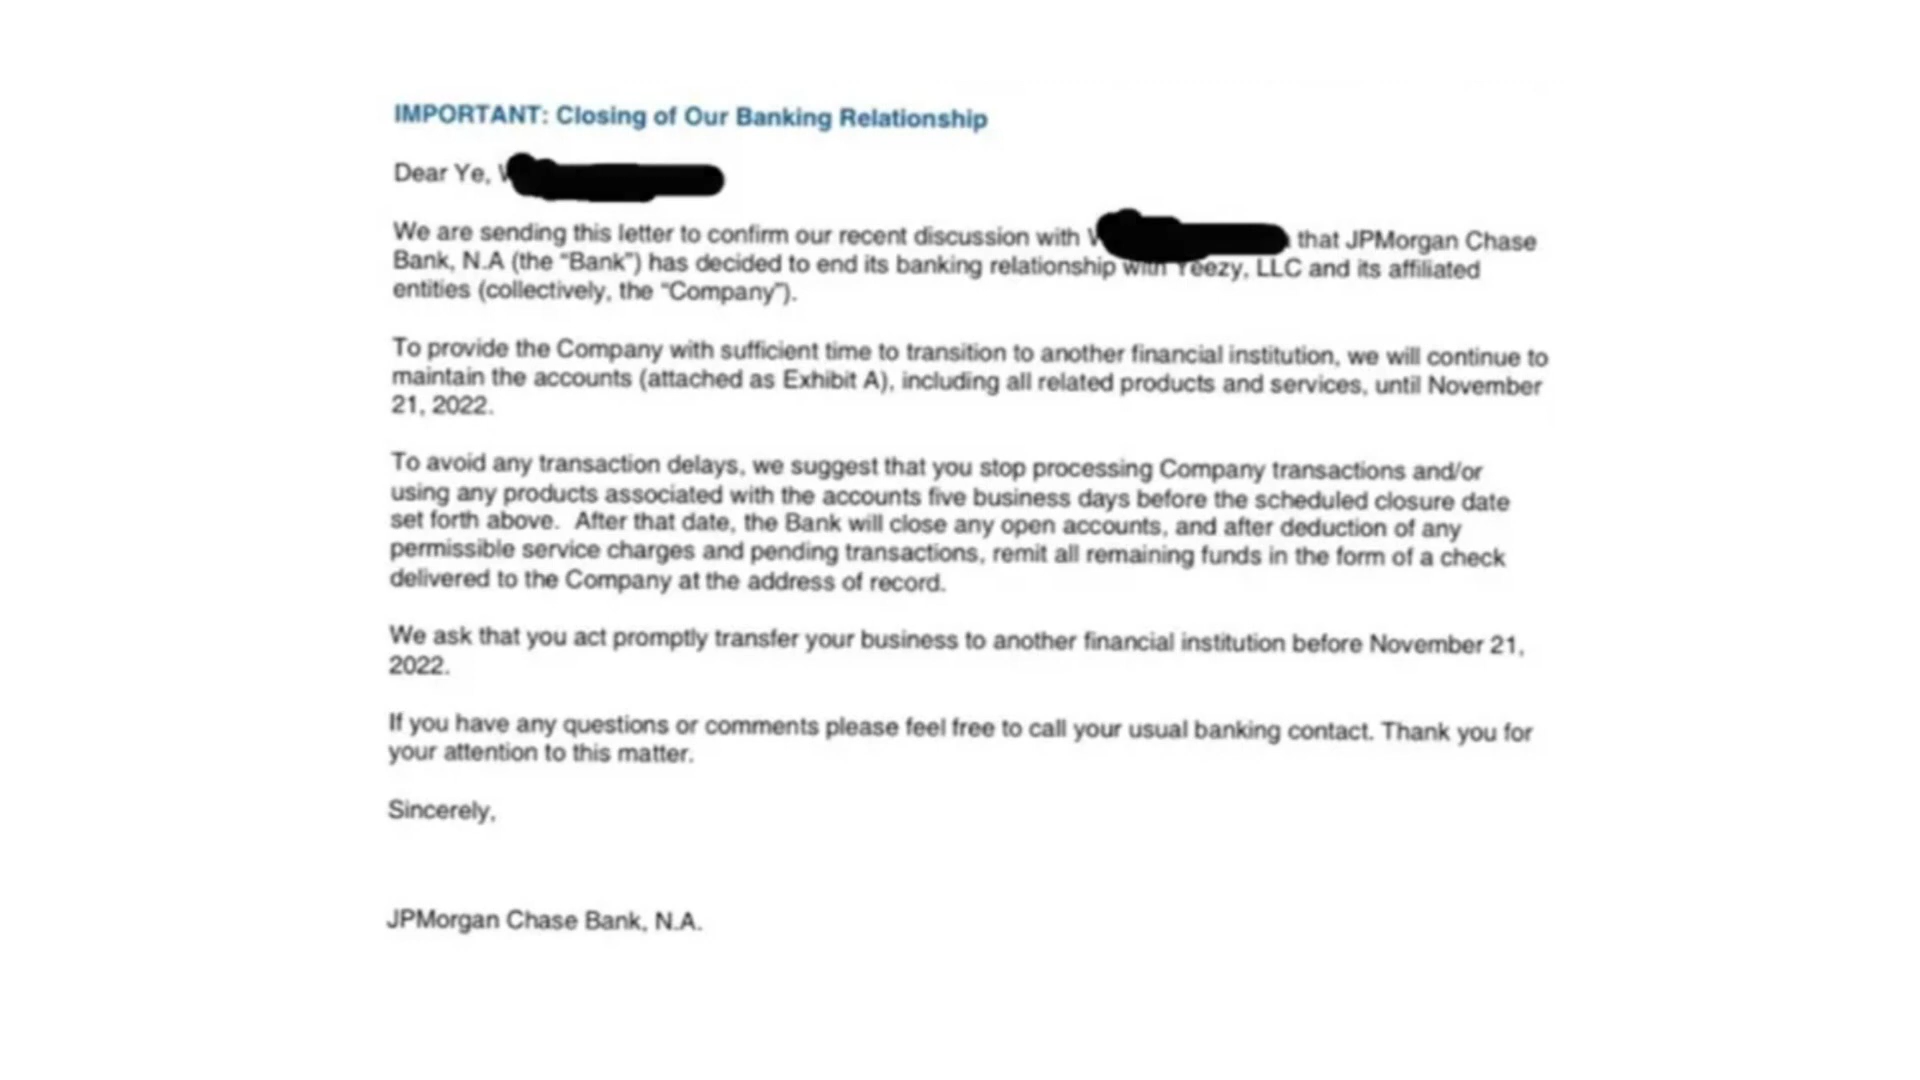 IMPORTANT: Closing of Our Banking Relationship
Dear Ye,
We are sending this letter to confirm our recent discussion with that JPMorgan Chase
Bank, N.A (the “Bank”) has decided to end its banking relationship with Yeezy, LLC and its affiliated
entities (collectively, the “Company”).
To provide the Company with sufficient time to transition to another financial institution, we will continue to
maintain the accounts (attached as Exhibit A), including all related products and services, until November
21, 2022.
To avoid any transaction delays, we suggest that you stop processing Company transactions and/or
using any products associated with the accounts five business days before the scheduled closure date
set forth above. After that date, the Bank will close any open accounts, and after deduction of any
permissible service charges and pending transactions, remit all remaining funds in the form of a check
delivered to the Company at the address of record.
We ask that you act promptly transfer your business to another financial institution before November 21,
2022.
If you have any questions or comments please feel free to call your usual banking contact. Thank you for
your attention to this matter.
Sincerely,
JPMorgan Chase Bank, N.A.